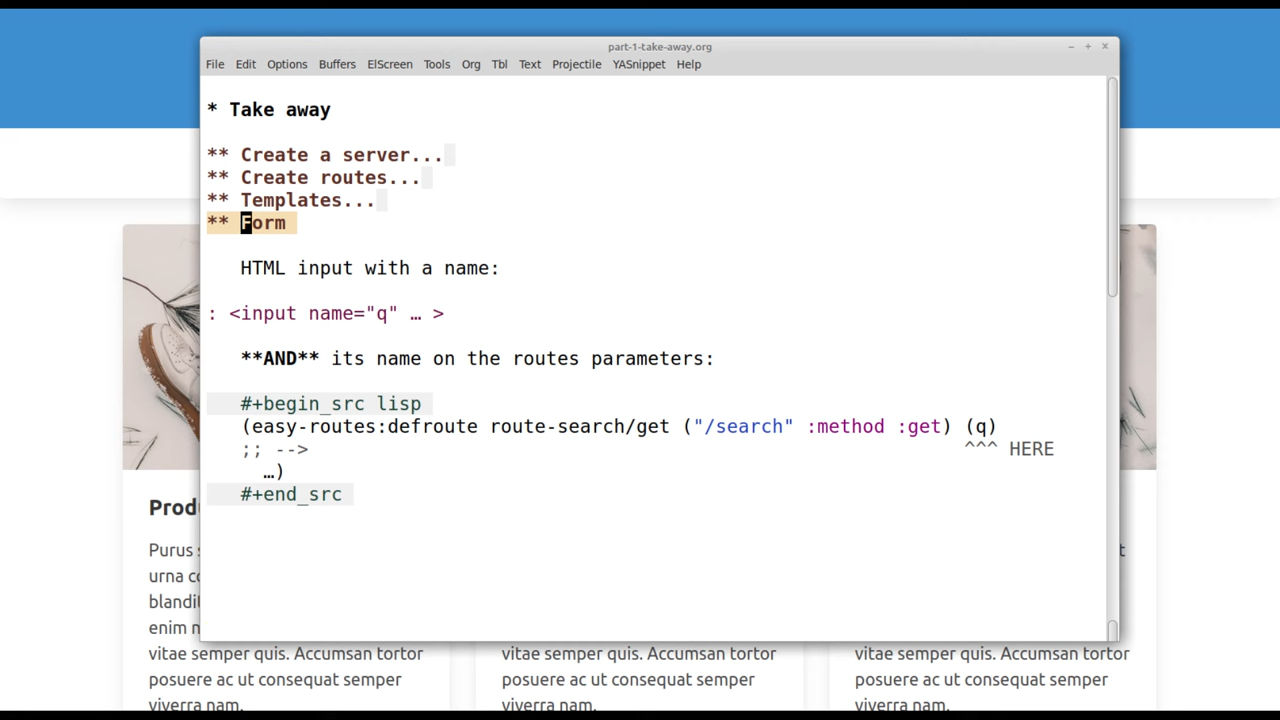 part-1-take-away.org
File Edit Options Buffers ElScreen Tools Org Tbl Text Projectile YASnippet Help
* Take away
** Create a server...
** Create routes...
** Templates...
** Form
HTML input with a name:
: <input name="q" … >
**AND** its name on the routes parameters:
#+begin_src lisp
(easy-routes:defroute route-search/get ("/search" :method :get) (q)
;; --> ^^^ HERE
…)
#+end_src
Purus
urna
vitae semper quis. Accumsan tortor
posuere ac ut consequat semper
viverra nam.
vitae semper quis. Accumsan tortor
posuere ac ut consequat semper
viverra nam.
vitae semper quis. Accumsan tortor
posuere ac ut consequat semper
viverra nam.